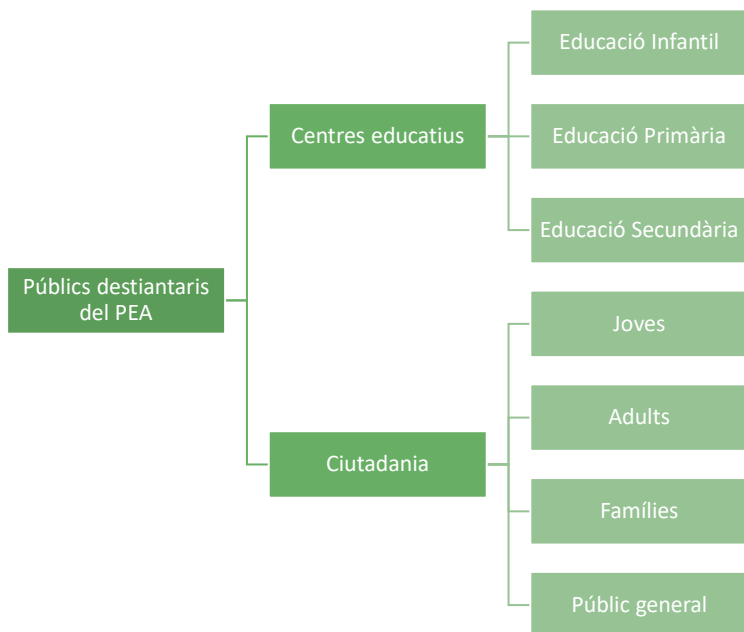 Públics destiantaris
del PEA
Centres educatius
Educació Infantil
Educació Primària
Educació Secundària
Ciutadania
Joves
Adults
Famílies
Públic general